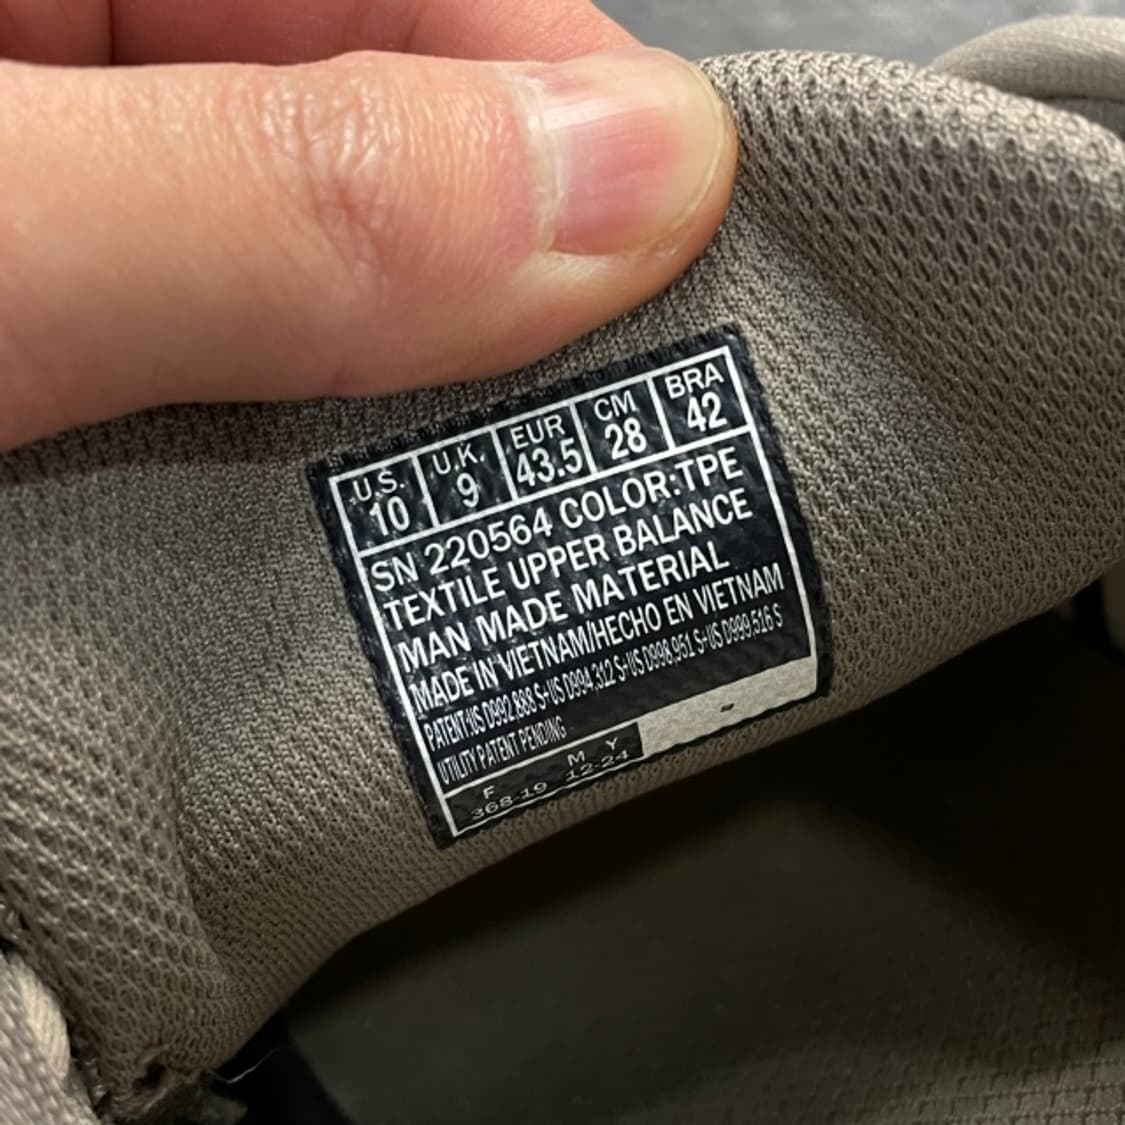 U.S. U.K. EUR CM BRA
10 9 43.5 28 42
SN 220564 COLOR:TPE
TEXTILE UPPER BALANCE
MAN MADE MATERIAL
MADE IN VIETNAM/HECHO EN VIETNAM
PATENT:US D992,888 S•US D994,312 S•US D998,951 S•US D999,516 S
UTILITY PATENT PENDING
F M Y
368-19 12-24